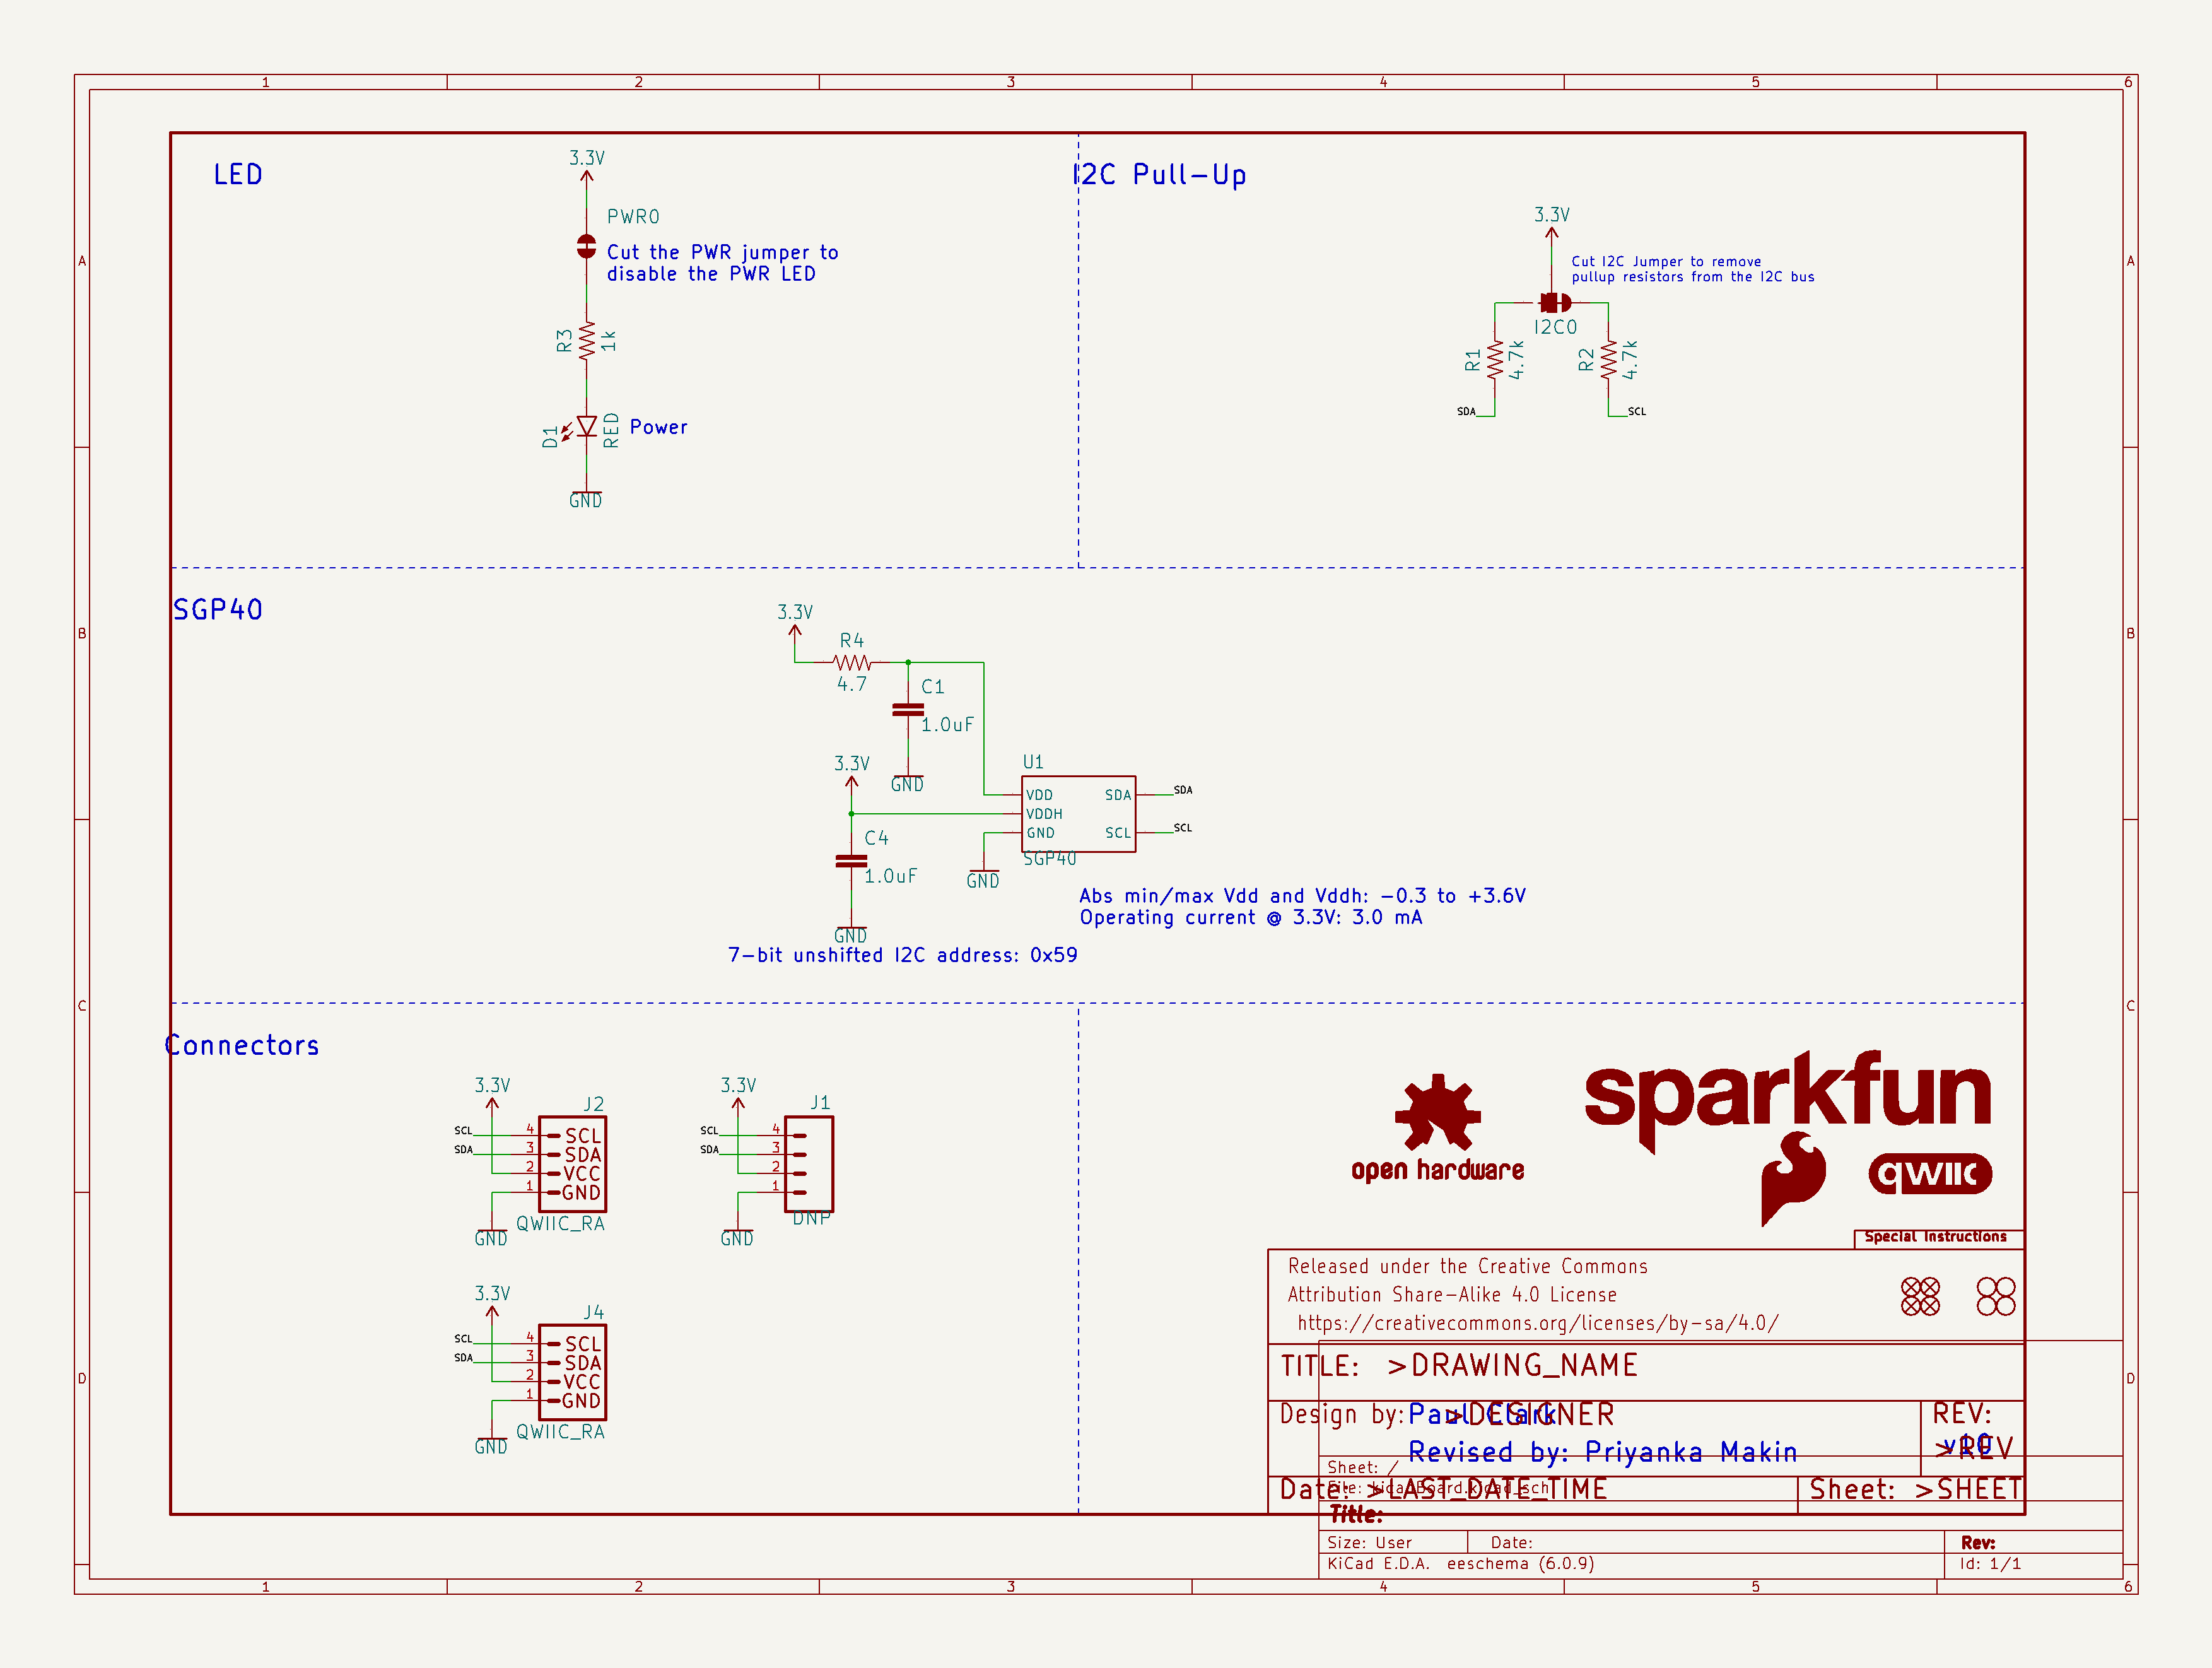 1 2 3 4 5 6
A
B
C
D
A
B
C
D
LED
3.3V
PWR0
Cut the PWR jumper to
disable the PWR LED
R3
1k
D1
RED
Power
GND
I2C Pull-Up
3.3V
Cut I2C Jumper to remove
pullup resistors from the I2C bus
I2C0
R1
4.7k
R2
4.7k
SDA
SCL
SGP40
3.3V
R4
4.7
C1
1.0uF
GND
3.3V
C4
1.0uF
GND
U1
VDD
VDDH
GND
SDA
SCL
SGP40
SDA
SCL
GND
Abs min/max Vdd and Vddh: -0.3 to +3.6V
Operating current @ 3.3V: 3.0 mA
7-bit unshifted I2C address: 0x59
Connectors
3.3V
J2
SCL 4 SCL
SDA 3 SDA
2 VCC
1 GND
GND
QWIIC_RA
3.3V
J1
SCL 4
SDA 3
2
1
GND
DNP
3.3V
J4
SCL 4 SCL
SDA 3 SDA
2 VCC
1 GND
GND
QWIIC_RA
open hardware
sparkfun
qwiic
Special Instructions
Released under the Creative Commons
Attribution Share-Alike 4.0 License
https://creativecommons.org/licenses/by-sa/4.0/
TITLE: >DRAWING_NAME
Design by: Paul Clark
>DESIGNER
Revised by: Priyanka Makin
REV:
v10
>REV
Date: >LAST_DATE_TIME
Sheet: >SHEET
Sheet: /
File: kicadBoard.kicad_sch
Title:
Size: User
Date:
Rev:
KiCad E.D.A. eeschema (6.0.9)
Id: 1/1
1 2 3 4 5 6